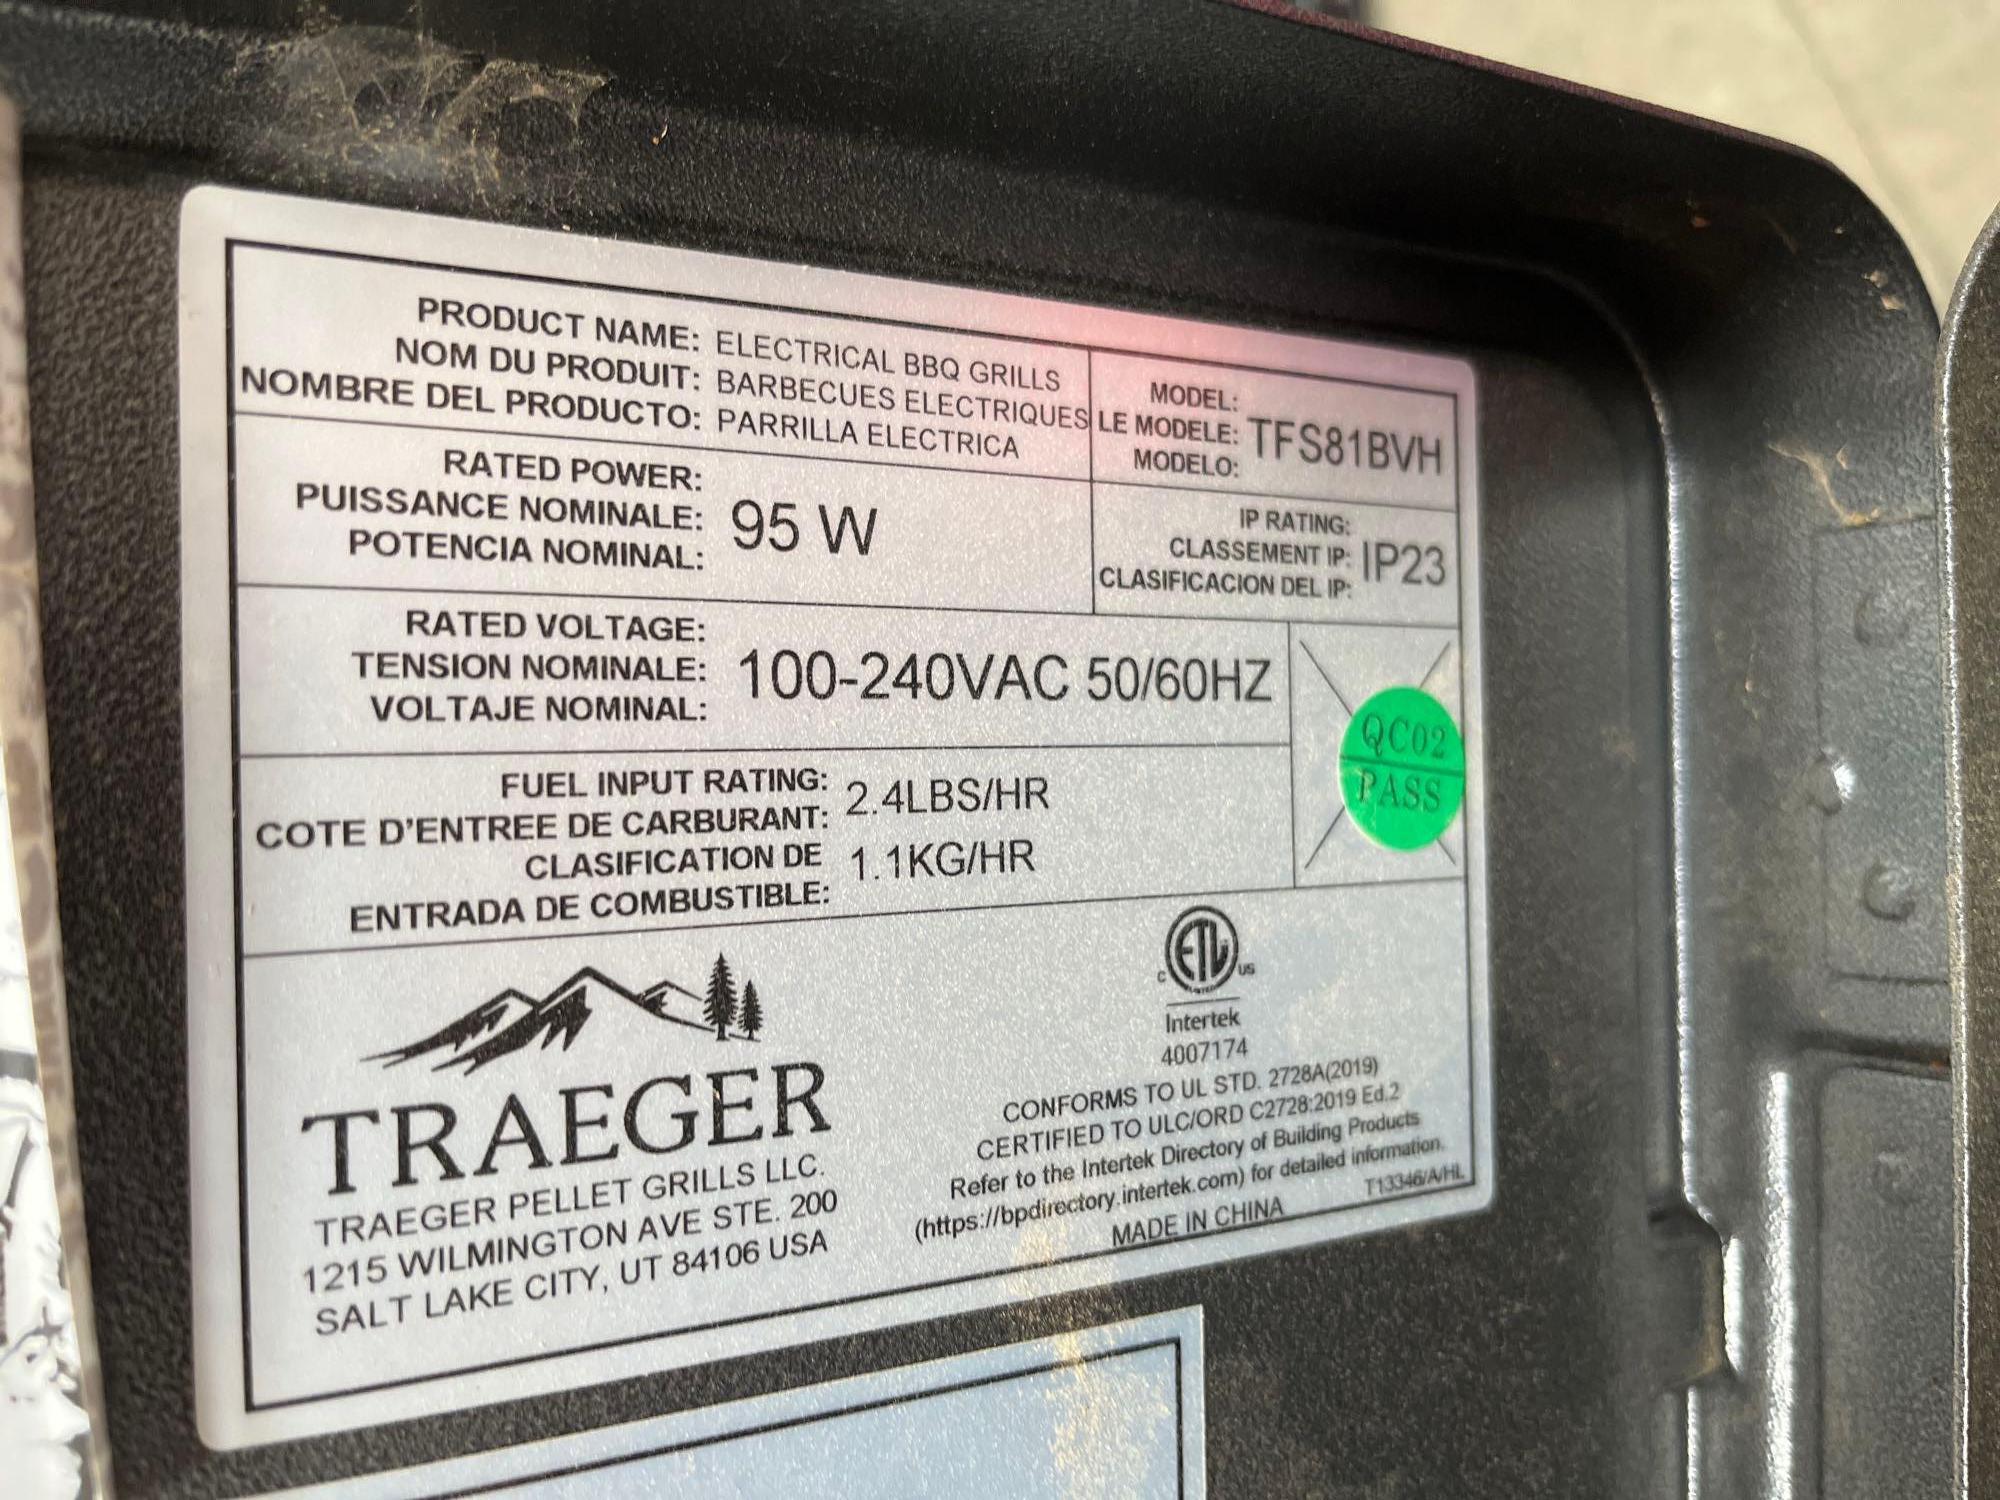 PRODUCT NAME: ELECTRICAL BBQ GRILLS
NOM DU PRODUIT: BARBECUES ELECTRIQUES
NOMBRE DEL PRODUCTO: PARRILLA ELECTRICA
MODEL:
LE MODELE: TFS81BVH
MODELO:
RATED POWER:
PUISSANCE NOMINALE: 95 W
POTENCIA NOMINAL:
IP RATING:
CLASSEMENT IP: IP23
CLASIFICACION DEL IP:
RATED VOLTAGE:
TENSION NOMINALE: 100-240VAC 50/60HZ
VOLTAJE NOMINAL:
QC02
PASS
FUEL INPUT RATING: 2.4LBS/HR
COTE D'ENTREE DE CARBURANT:
CLASIFICATION DE 1.1KG/HR
ENTRADA DE COMBUSTIBLE:
TRAEGER
TRAEGER PELLET GRILLS LLC.
1215 WILMINGTON AVE STE. 200
SALT LAKE CITY, UT 84106 USA
C ETL US
Intertek
4007174
CONFORMS TO UL STD. 2728A(2019)
CERTIFIED TO ULC/ORD C2728:2019 Ed.2
Refer to the Intertek Directory of Building Products
(https://bpdirectory.intertek.com) for detailed information.
MADE IN CHINA
T13346/A/HL